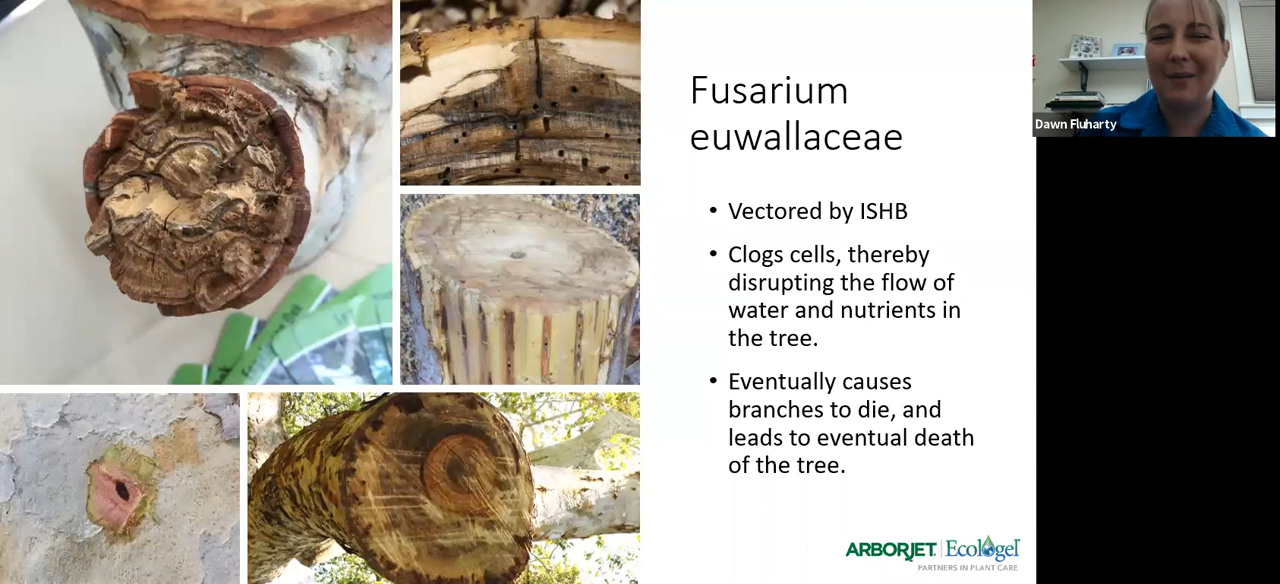 Fusarium
euwallaceae
• Vectored by ISHB
• Clogs cells, thereby
disrupting the flow of
water and nutrients in
the tree.
• Eventually causes
branches to die, and
leads to eventual death
of the tree.
ARBORJET | Ecologel
PARTNERS IN PLANT CARE
Dawn Fluharty